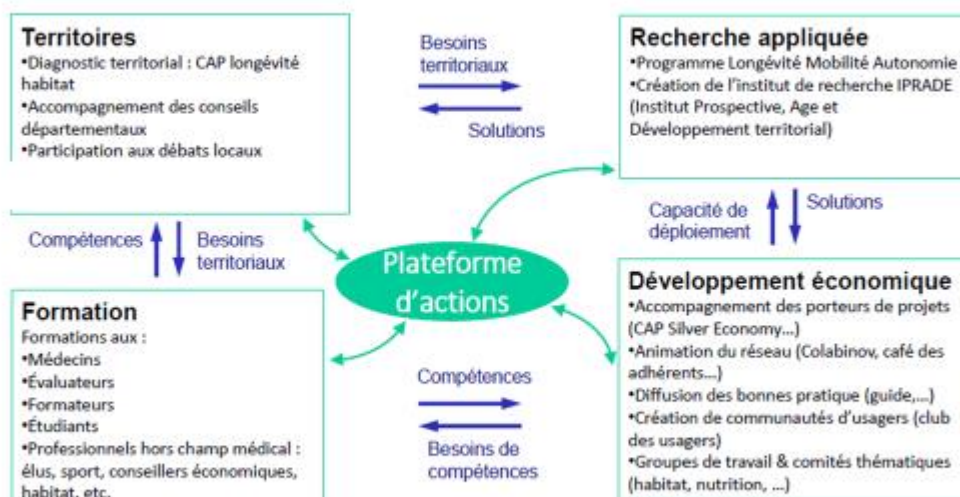 Territoires
•Diagnostic territorial : CAP longévité
habitat
•Accompagnement des conseils
départementaux
•Participation aux débats locaux
Besoins
territoriaux
Solutions
Recherche appliquée
•Programme Longévité Mobilité Autonomie
•Création de l'institut de recherche IPRADE
(Institut Prospective, Age et
Développement territorial)
Compétences
Besoins
territoriaux
Capacité de
déploiement
Solutions
Plateforme
d'actions
Formation
Formations aux :
•Médecins
•Évaluateurs
•Formateurs
•Étudiants
•Professionnels hors champ médical :
élus, sport, conseillers économiques,
habitat, etc.
Compétences
Besoins de
compétences
Développement économique
•Accompagnement des porteurs de projets
(CAP Silver Economy...)
•Animation du réseau (Colabinov, café des
adhérents...)
•Diffusion des bonnes pratique (guide,...)
•Création de communautés d'usagers (club
des usagers)
•Groupes de travail & comités thématiques
(habitat, nutrition, ...)